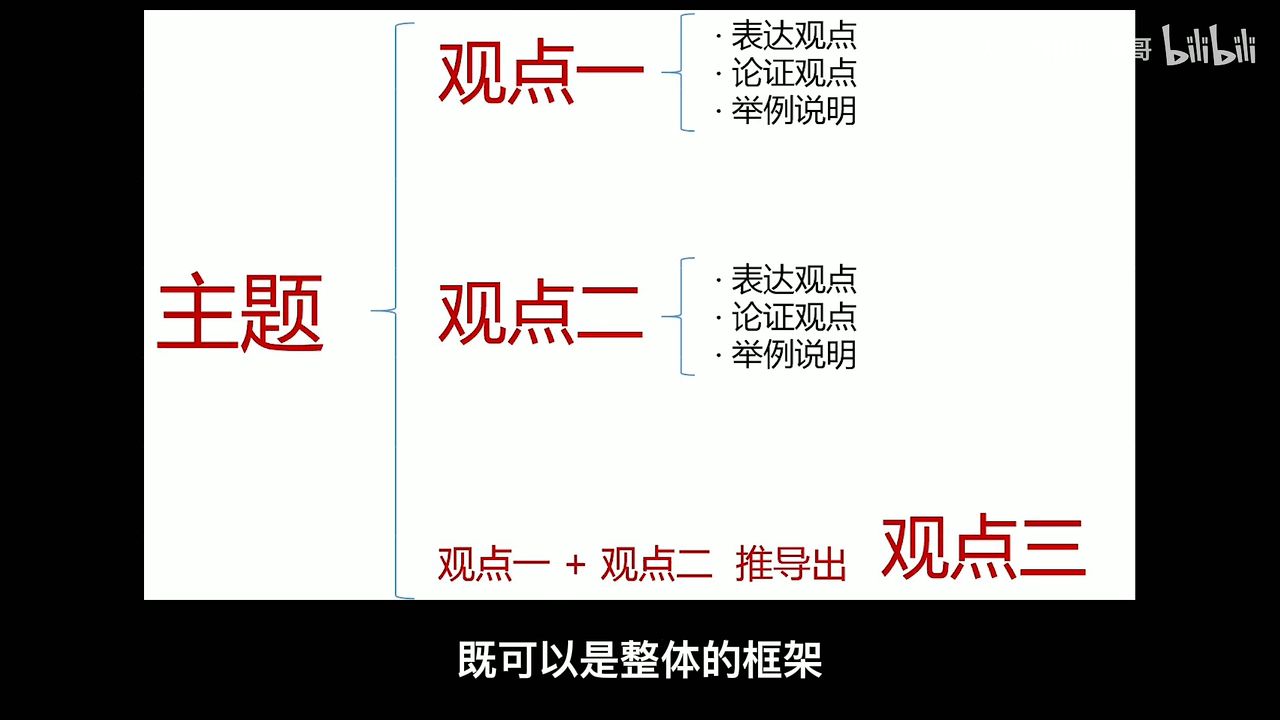 哥 bilibili
观点一
· 表达观点
· 论证观点
· 举例说明
主题
观点二
· 表达观点
· 论证观点
· 举例说明
观点一 + 观点二 推导出 观点三
既可以是整体的框架